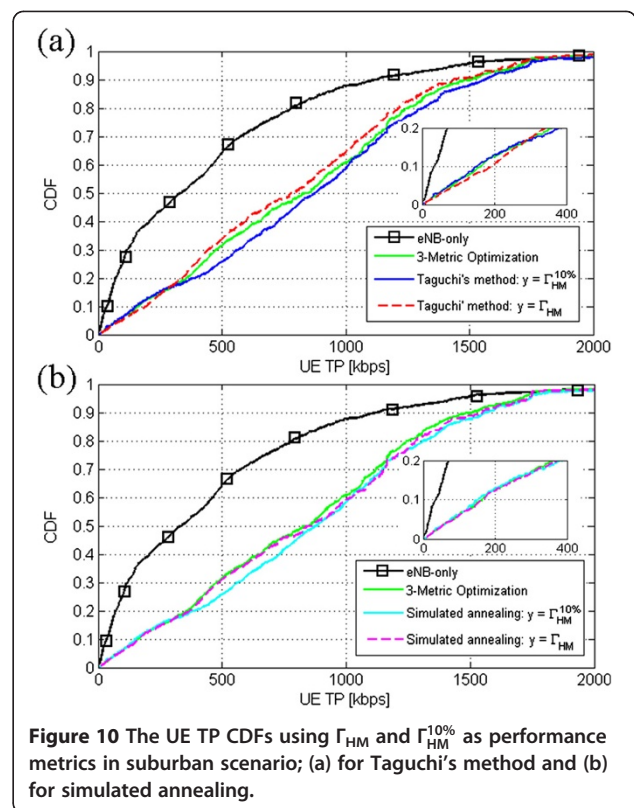 (a)
1
0.9
0.8
0.7
0.6
0.5
0.4
0.3
0.2
0.1
0
CDF
0.2
0.1
0
0 200 400
eNB-only
3-Metric Optimization
Taguchi's method: y = Γ_HM^10%
Taguchi' method: y = Γ_HM
0 500 1000 1500 2000
UE TP [kbps]
(b)
1
0.9
0.8
0.7
0.6
0.5
0.4
0.3
0.2
0.1
0
CDF
0.2
0.1
0
0 200 400
eNB-only
3-Metric Optimization
Simulated annealing: y = Γ_HM^10%
Simulated annealing: y = Γ_HM
0 500 1000 1500 2000
UE TP [kbps]
Figure 10 The UE TP CDFs using Γ_HM and Γ_HM^10% as performance
metrics in suburban scenario; (a) for Taguchi's method and (b)
for simulated annealing.